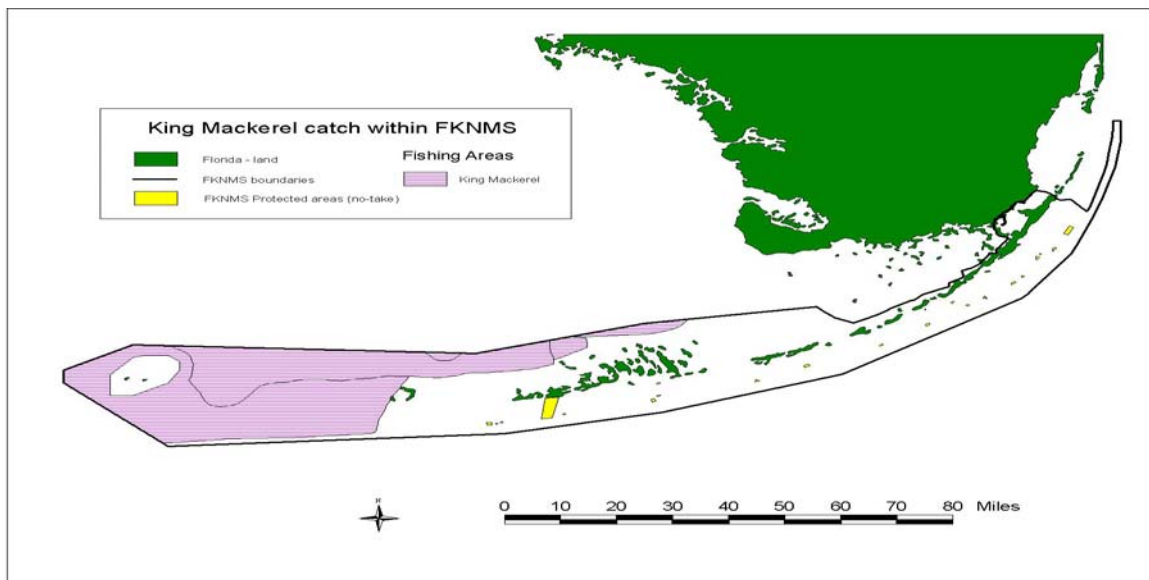 King Mackerel catch within FKNMS
Florida - land
FKNMS boundaries
FKNMS Protected areas (no-take)
Fishing Areas
King Mackerel
N
0 10 20 30 40 50 60 70 80 Miles